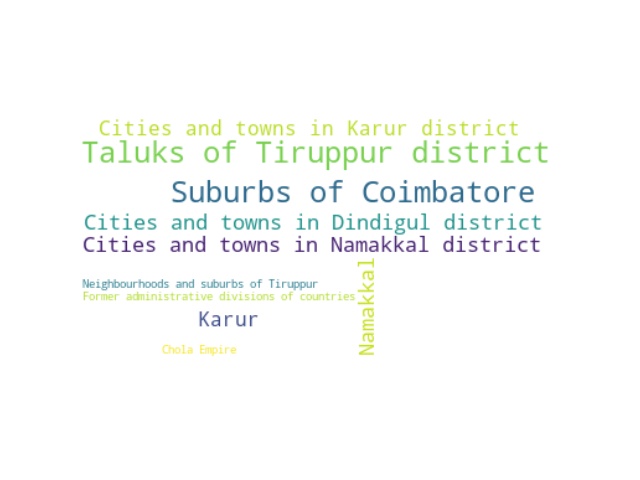 Cities and towns in Karur district
Taluks of Tiruppur district
Suburbs of Coimbatore
Cities and towns in Dindigul district
Cities and towns in Namakkal district
Neighbourhoods and suburbs of Tiruppur
Former administrative divisions of countries
Namakkal
Karur
Chola Empire